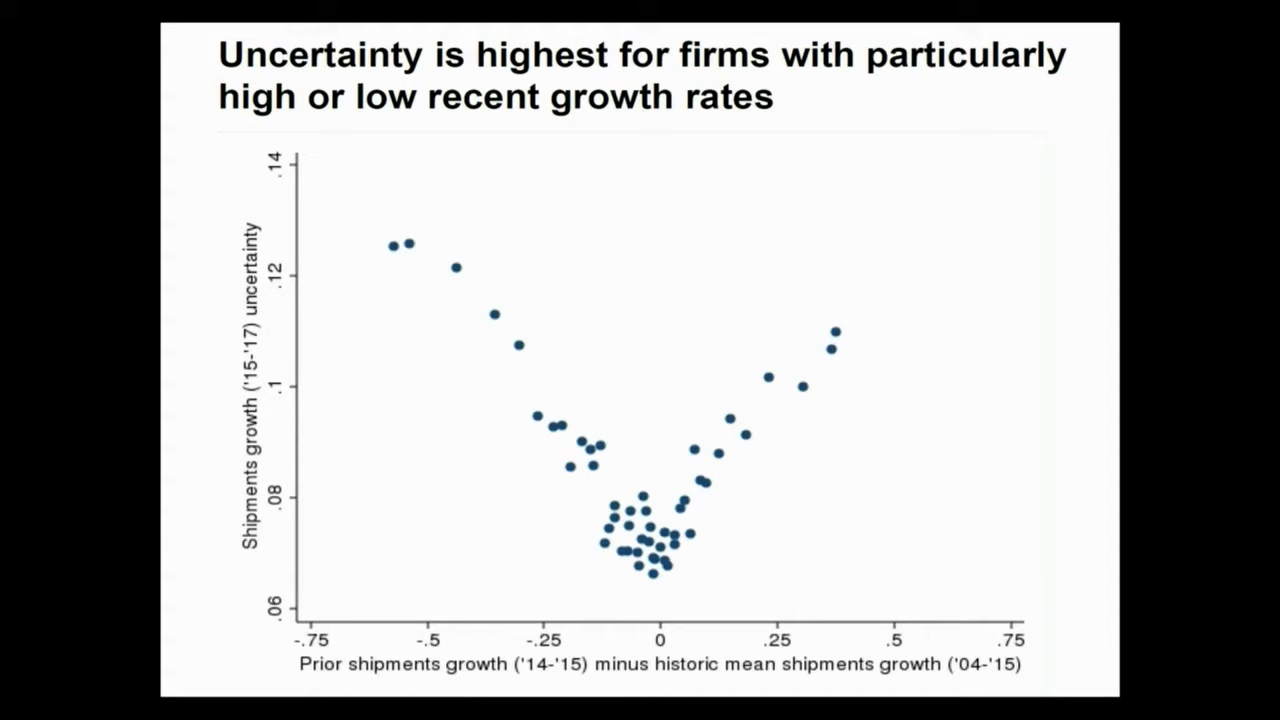 Uncertainty is highest for firms with particularly
high or low recent growth rates
Shipments growth ('15-'17) uncertainty
.14
.12
.1
.08
.06
-.75 -.5 -.25 0 .25 .5 .75
Prior shipments growth ('14-'15) minus historic mean shipments growth ('04-'15)